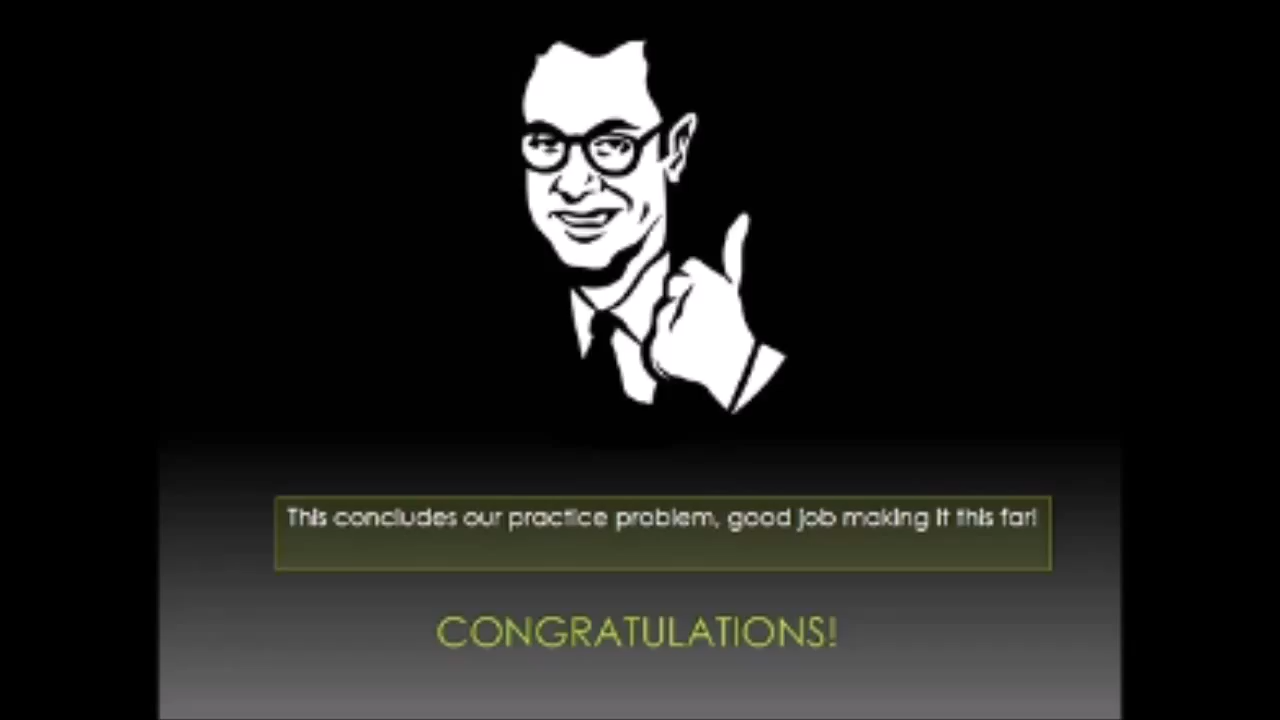 This concludes our practice problem, good job making it this far!
CONGRATULATIONS!